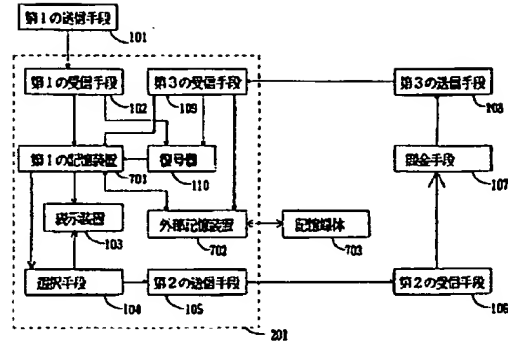 第1の送信手段
101
第1の受信手段
102
第3の受信手段
109
第3の送信手段
108
第1の記憶装置
701
復号器
110
課金手段
107
表示装置
103
外部記憶装置
702
記憶媒体
703
選択手段
104
第2の送信手段
105
第2の受信手段
106
201